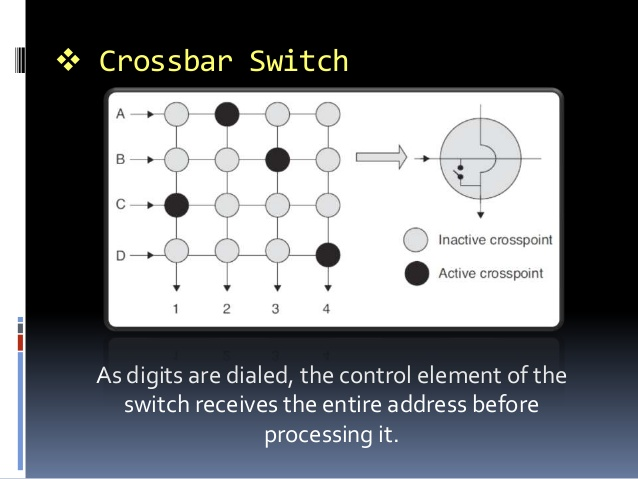 ❖ Crossbar Switch
A
B
C
D
1 2 3 4
Inactive crosspoint
Active crosspoint
As digits are dialed, the control element of the
switch receives the entire address before
processing it.